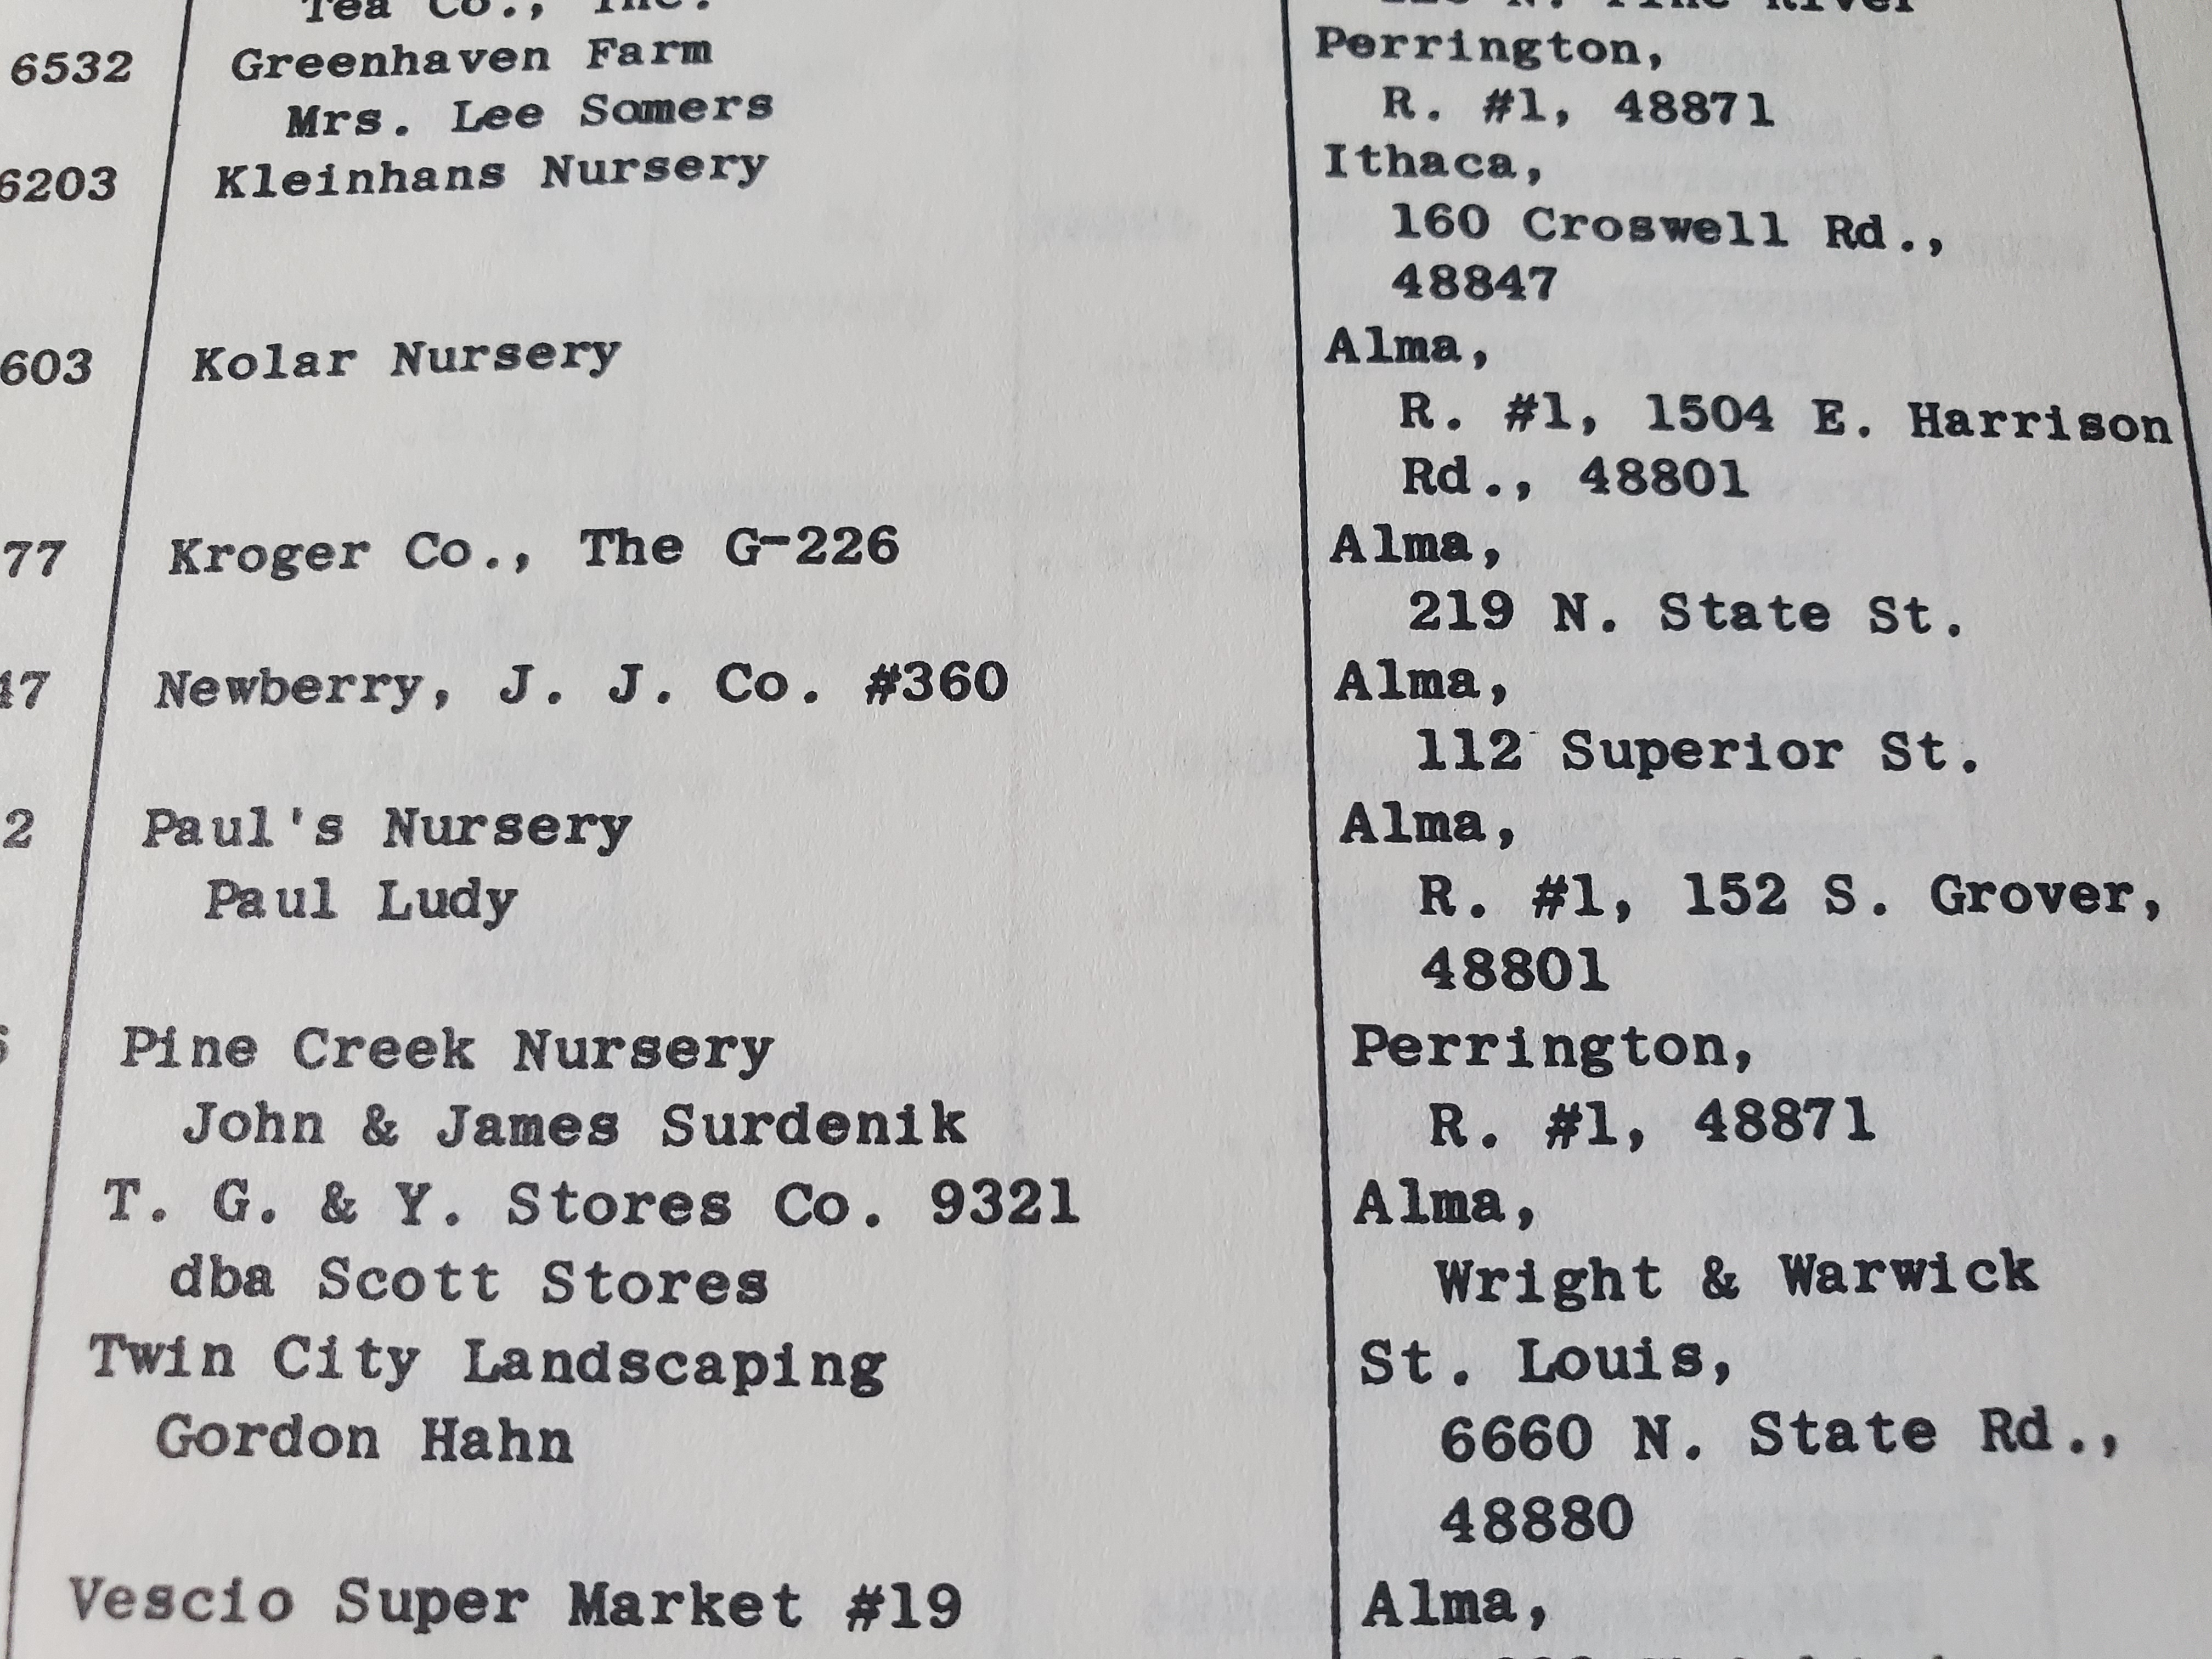 Tea Co., Inc.
N. Pine River
6532 Greenhaven Farm Perrington,
Mrs. Lee Somers R. #1, 48871
6203 Kleinhans Nursery Ithaca,
160 Croswell Rd.,
48847
603 Kolar Nursery Alma,
R. #1, 1504 E. Harrison
Rd., 48801
77 Kroger Co., The G-226 Alma,
219 N. State St.
47 Newberry, J. J. Co. #360 Alma,
112 Superior St.
2 Paul's Nursery Alma,
Paul Ludy R. #1, 152 S. Grover,
48801
Pine Creek Nursery Perrington,
John & James Surdenik R. #1, 48871
T. G. & Y. Stores Co. 9321 Alma,
dba Scott Stores Wright & Warwick
Twin City Landscaping St. Louis,
Gordon Hahn 6660 N. State Rd.,
48880
Vescio Super Market #19 Alma,